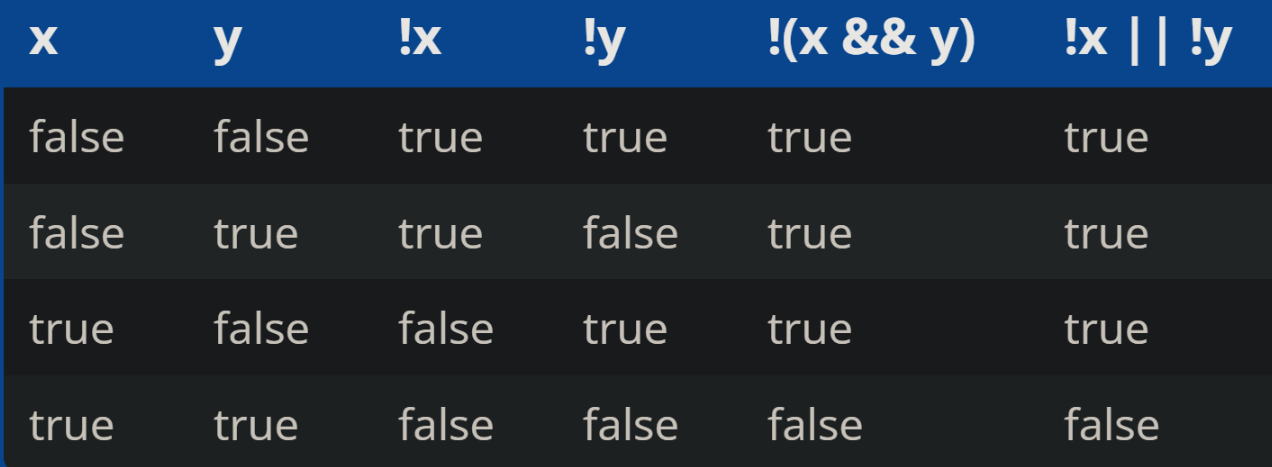 x y !x !y !(x && y) !x || !y
false false true true true true
false true true false true true
true false false true true true
true true false false false false